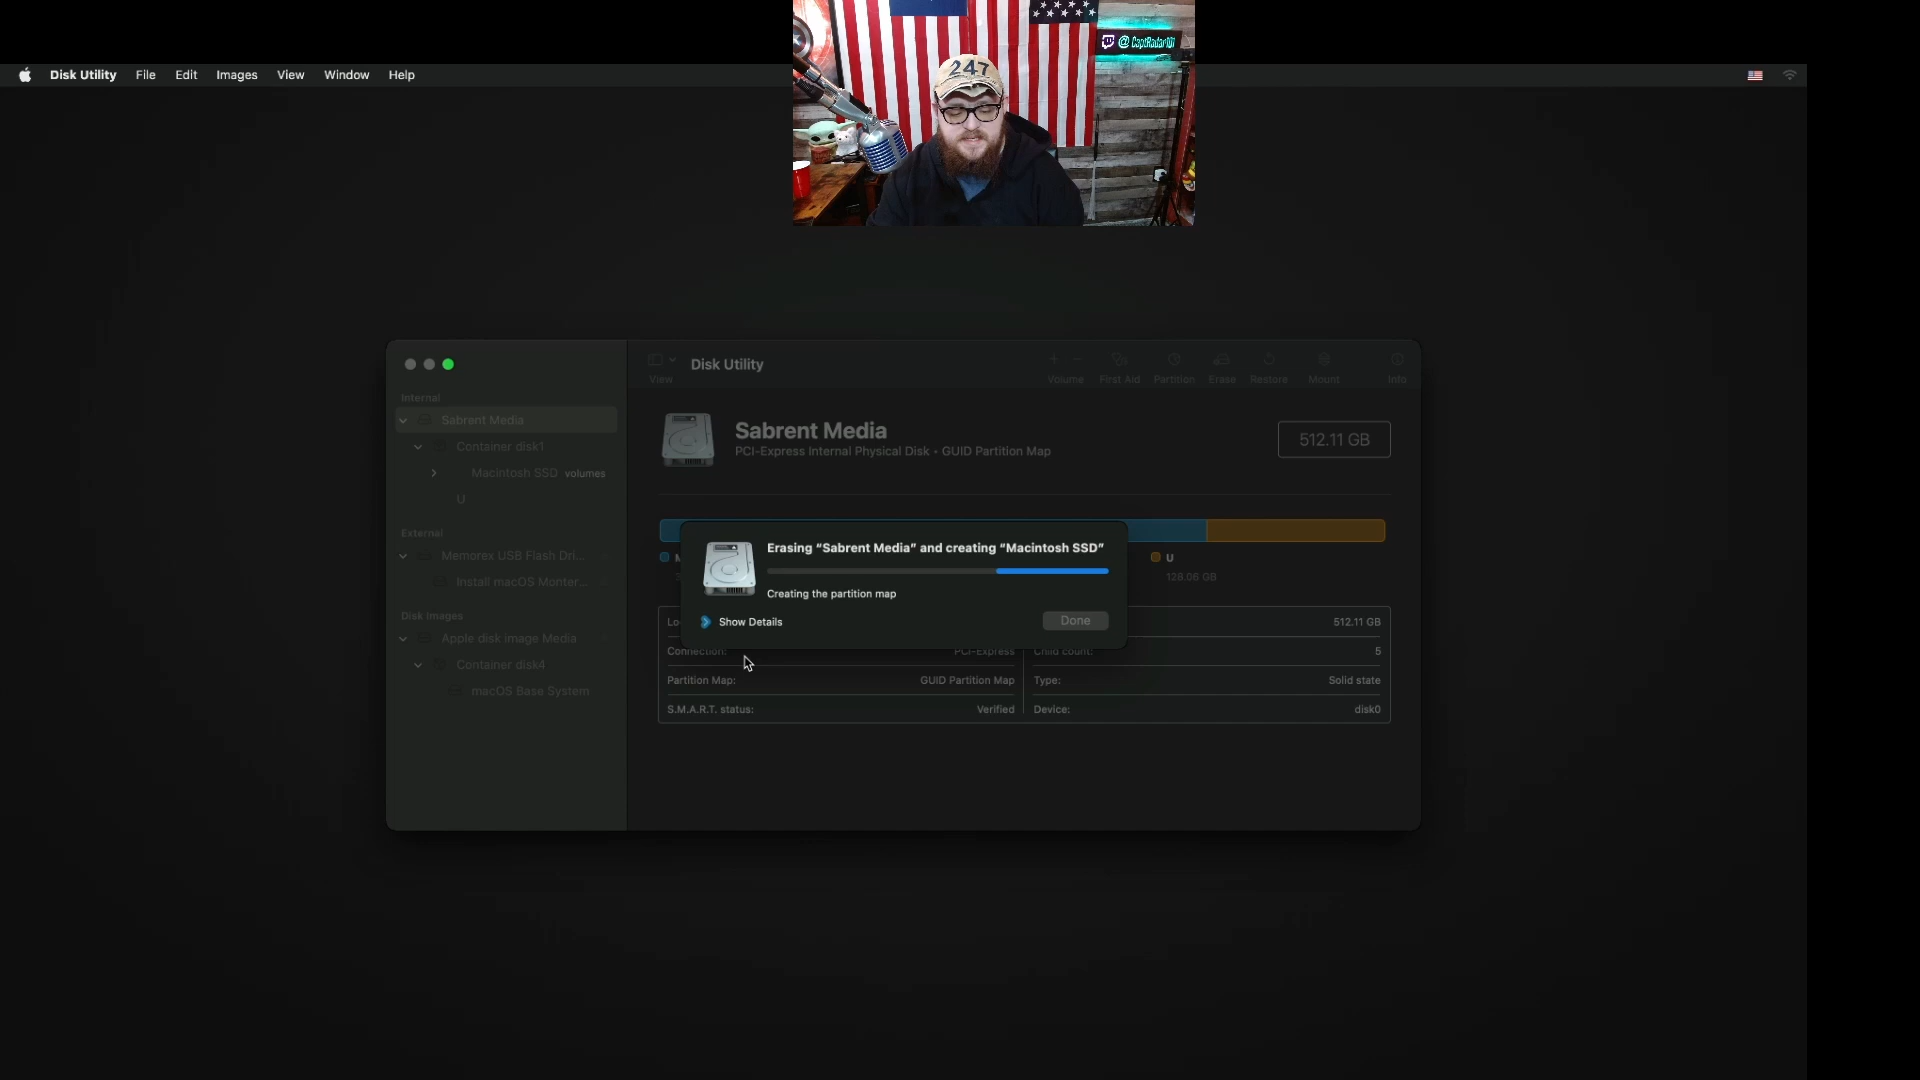 247
@CaptRadar101
Disk Utility File Edit Images View Window Help
Disk Utility
View
Volume
First Aid
Partition
Erase
Restore
Mount
Info
Internal
Sabrent Media
Container disk1
Macintosh SSD volumes
U
External
Memorex USB Flash Dri...
Install macOS Monter...
Disk Images
Apple disk image Media
Container disk4
macOS Base System
Sabrent Media
PCI-Express Internal Physical Disk • GUID Partition Map
512.11 GB
U
128.06 GB
Erasing “Sabrent Media” and creating “Macintosh SSD”
Creating the partition map
Show Details
Done
512.11 GB
Connection: PCI-Express
Child count: 5
Partition Map: GUID Partition Map
Type: Solid state
S.M.A.R.T. status: Verified
Device: disk0